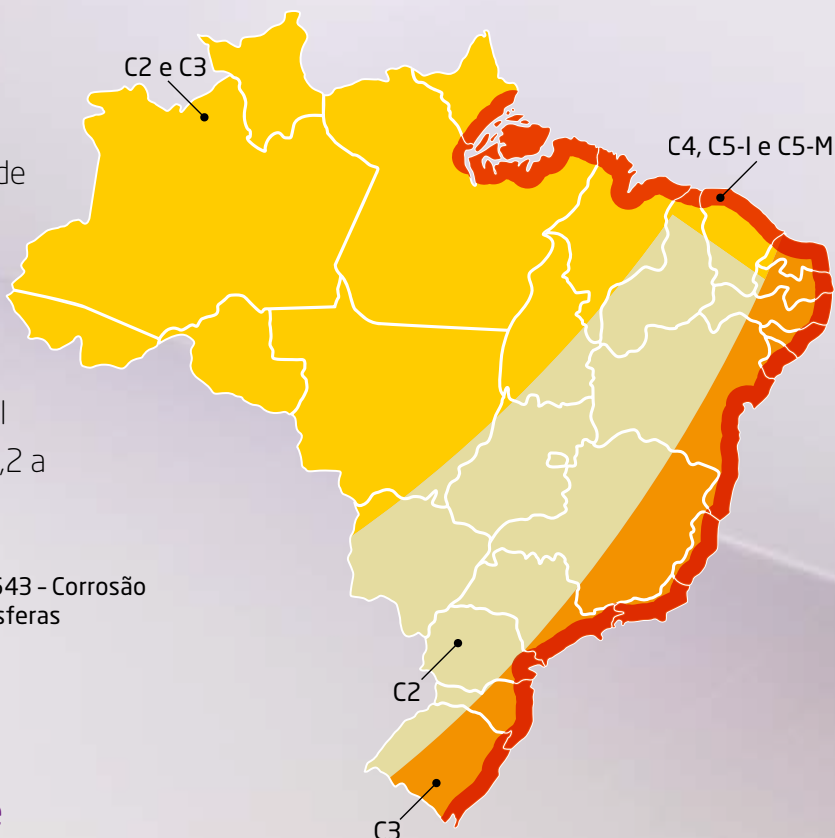 C2 e C3
C4, C5-I e C5-M
de
l
,2 a
543 – Corrosão
sferas
C2
C3
e